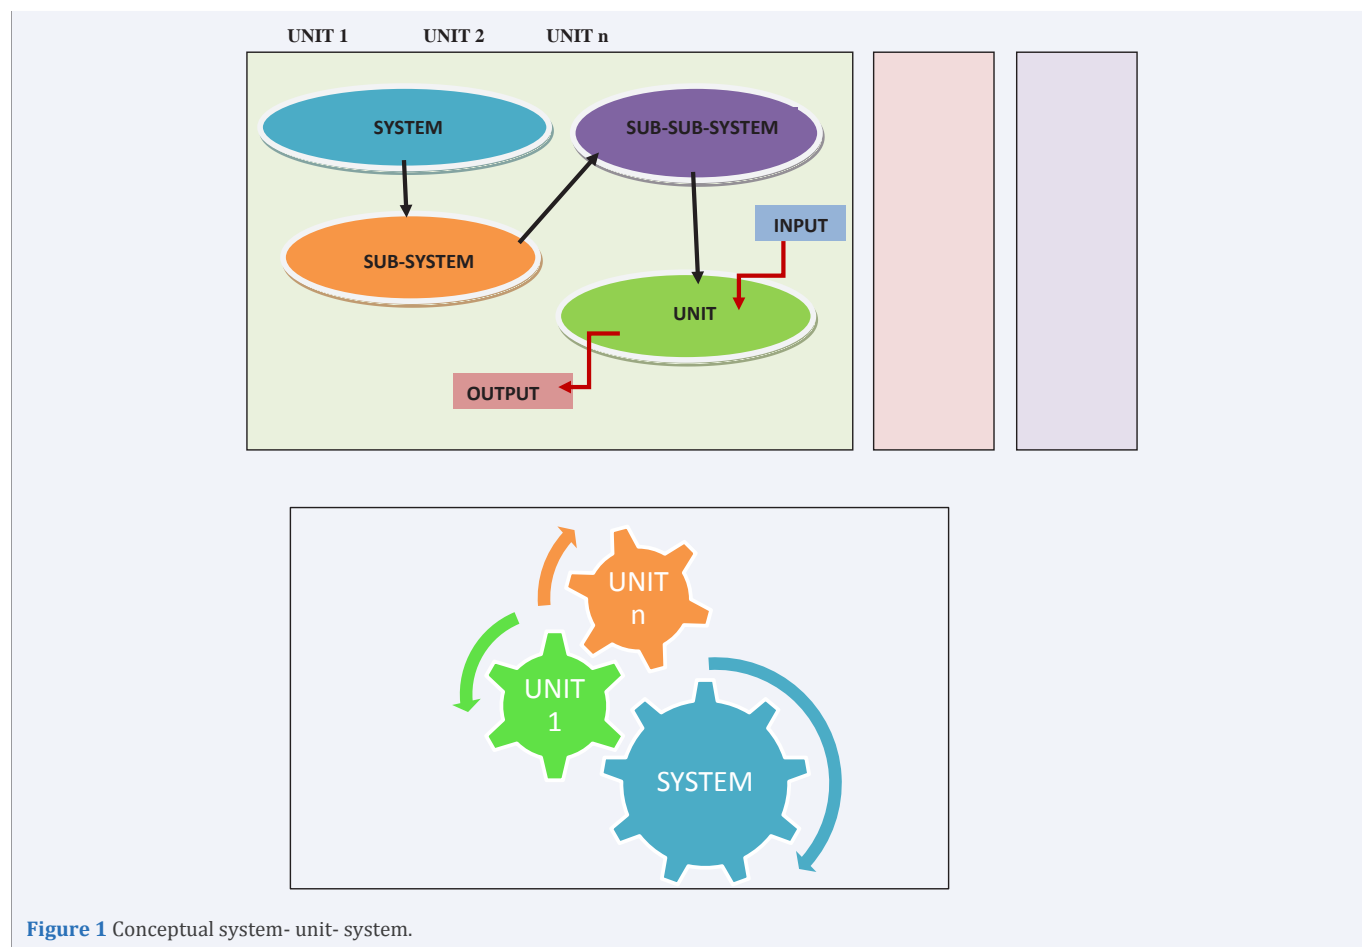 UNIT 1 UNIT 2 UNIT n
SYSTEM
SUB-SUB-SYSTEM
INPUT
SUB-SYSTEM
UNIT
OUTPUT
UNIT
n
UNIT
1
SYSTEM
Figure 1 Conceptual system- unit- system.